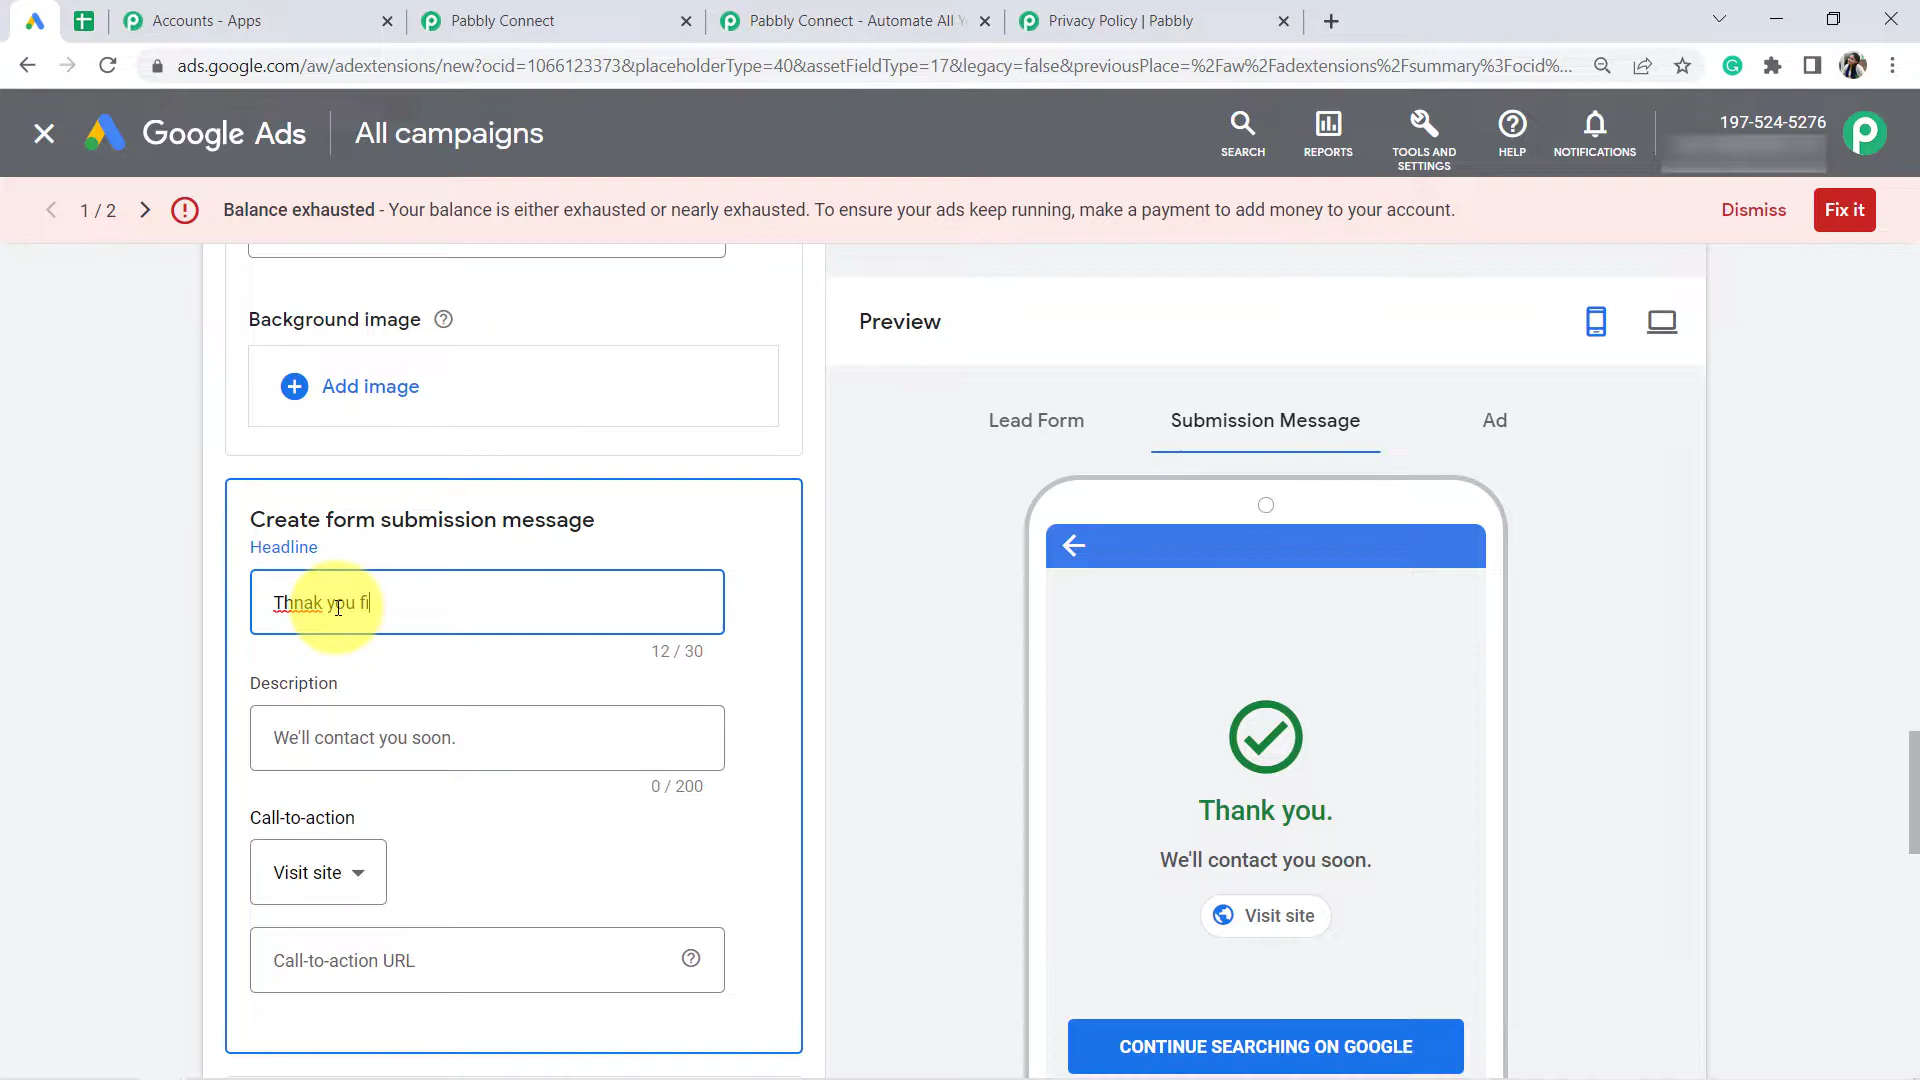 Accounts - Apps
Pabbly Connect
Pabbly Connect - Automate All Y
Privacy Policy | Pabbly
ads.google.com/aw/adextensions/new?ocid=1066123373&placeholderType=40&assetFieldType=17&legacy=false&previousPlace=%2Faw%2Fadextensions%2Fsummary%3Focid%...
Google Ads
All campaigns
SEARCH
REPORTS
TOOLS AND
SETTINGS
HELP
NOTIFICATIONS
197-524-5276
1 / 2
Balance exhausted - Your balance is either exhausted or nearly exhausted. To ensure your ads keep running, make a payment to add money to your account.
Dismiss
Fix it
Background image
Add image
Create form submission message
Headline
Thnak you fi
12 / 30
Description
We'll contact you soon.
0 / 200
Call-to-action
Visit site
Call-to-action URL
Preview
Lead Form
Submission Message
Ad
Thank you.
We'll contact you soon.
Visit site
CONTINUE SEARCHING ON GOOGLE